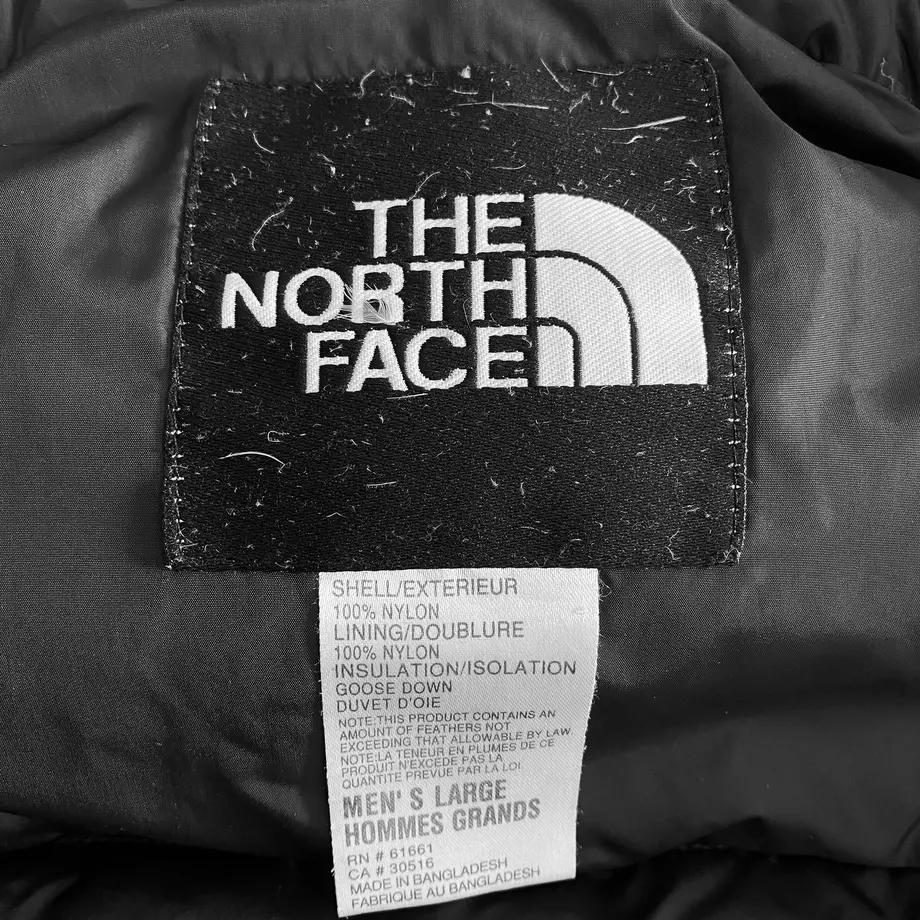 THE
NORTH
FACE
SHELL/EXTERIEUR
100% NYLON
LINING/DOUBLURE
100% NYLON
INSULATION/ISOLATION
GOOSE DOWN
DUVET D'OIE
NOTE:THIS PRODUCT CONTAINS AN
AMOUNT OF FEATHERS NOT
EXCEEDING THAT ALLOWABLE BY LAW.
NOTE:LA TENEUR EN PLUMES DE CE
PRODUIT N'EXCEDE PAS LA
QUANTITE PREVUE PAR LA LOI.
MEN' S LARGE
HOMMES GRANDS
RN # 61661
CA # 30516
MADE IN BANGLADESH
FABRIQUE AU BANGLADESH